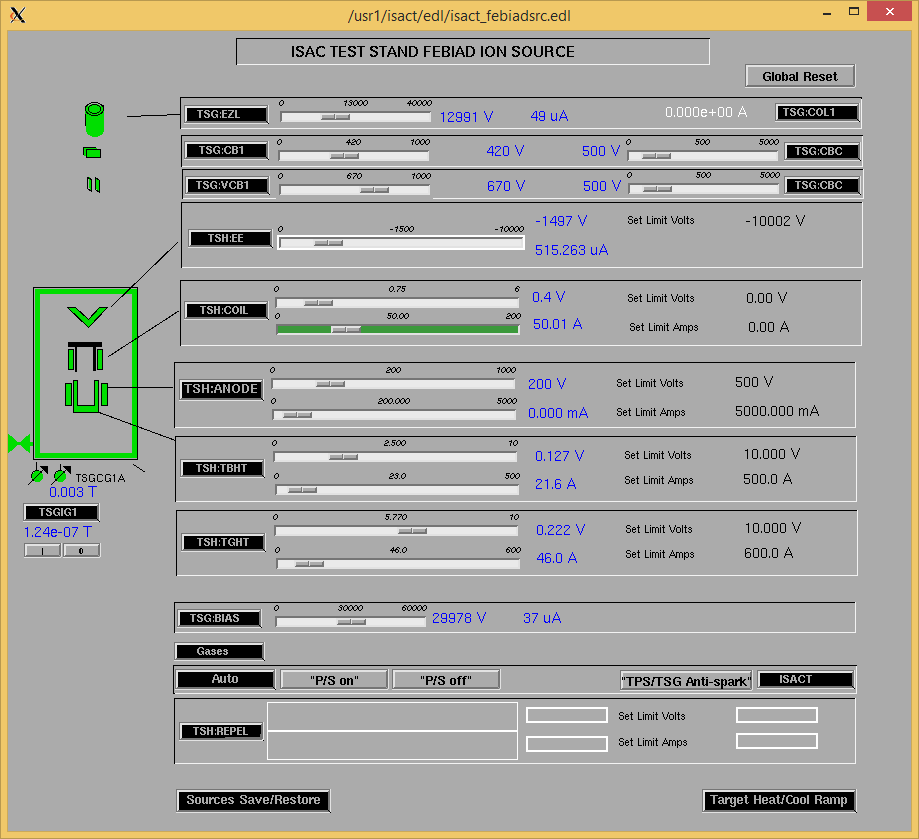 /usr1/isact/edl/isact_febiadsrc.edl
ISAC TEST STAND FEBIAD ION SOURCE
Global Reset
TSG:EZL 0 13000 40000 12991 V 49 uA 0.000e+00 A TSG:COL1
TSG:CB1 0 420 1000 420 V 500 V 0 500 5000 TSG:CBC
TSG:VCB1 0 670 1000 670 V 500 V 0 500 5000 TSG:CBC
TSH:EE 0 -1500 -10000 -1497 V Set Limit Volts -10002 V
515.263 uA
TSH:COIL 0 0.75 6 0.4 V Set Limit Volts 0.00 V
0 50.00 200 50.01 A Set Limit Amps 0.00 A
TSH:ANODE 0 200 1000 200 V Set Limit Volts 500 V
0 200.000 5000 0.000 mA Set Limit Amps 5000.000 mA
TSH:TBHT 0 2.500 10 0.127 V Set Limit Volts 10.000 V
0 23.0 500 21.6 A Set Limit Amps 500.0 A
TSGCG1A
0.003 T
TSGIG1
1.24e-07 T
I 0
TSH:TGHT 0 5.770 10 0.222 V Set Limit Volts 10.000 V
0 46.0 600 46.0 A Set Limit Amps 600.0 A
TSG:BIAS 0 30000 60000 29978 V 37 uA
Gases
Auto "P/S on" "P/S off" "TPS/TSG Anti-spark" ISACT
TSH:REPEL Set Limit Volts
Set Limit Amps
Sources Save/Restore Target Heat/Cool Ramp